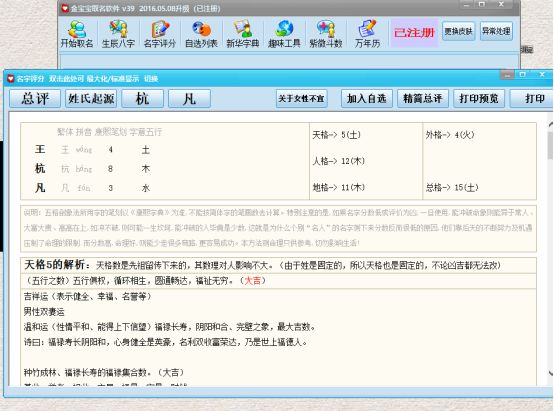 金宝宝取名软件 v39 2016.05.08升级（已注册）
开始取名 生辰八字 名字评分 自选列表 新华字典 趣味工具 紫微斗数 万年历 已注册 更换皮肤 异常处理
名字评分 双击此处可 最大化/标准显示 切换
总评 姓氏起源 杭 凡 关于女性不宜 加入自选 精简总评 打印预览 打印
繁体 拼音 康熙笔划 字意五行
王 王 wáng 4 土
杭 杭 háng 8 木
凡 凡 fán 3 水
天格-> 5(土) 外格-> 4(火)
人格-> 12(木)
地格-> 11(木) 总格-> 15(土)
说明：五格剖象法所用字的笔划以《康熙字典》为准，不能按简体字的笔画数去计算。特别注意的是，如果名字分数低或评价为凶，一旦使用，能冲破命象则能异于常人、
大富大贵、高高在上，如冲不破，则可能一生坎坷，能冲破的人毕竟是少数，这就是为什么个别“名人”的名字测下来分数反而很低的原因，他们靠后天的不断努力及机遇
压制了命理的限制，而分数高，命理好，则能少走很多弯路，更容易成功。本方法测命理只供参考，切勿影响生活！
天格5的解析：天格数是先祖留传下来的，其数理对人影响不大。（由于姓是固定的，所以天格也是固定的，不论凶吉都无法改）
（五行之数）五行俱权，循环相生，圆通畅达，福祉无穷。（大吉）
吉祥运（表示健全、幸福、名誉等）
男性双妻运
温和运（性情平和、能得上下信望）福禄长寿，阴阳和合、完壁之象，最大吉数。
诗曰：福禄寿长阴阳和，心身健全是英豪，名利双收富荣达，乃是世上福德人。
种竹成林、福禄长寿的福禄集合数。（大吉）